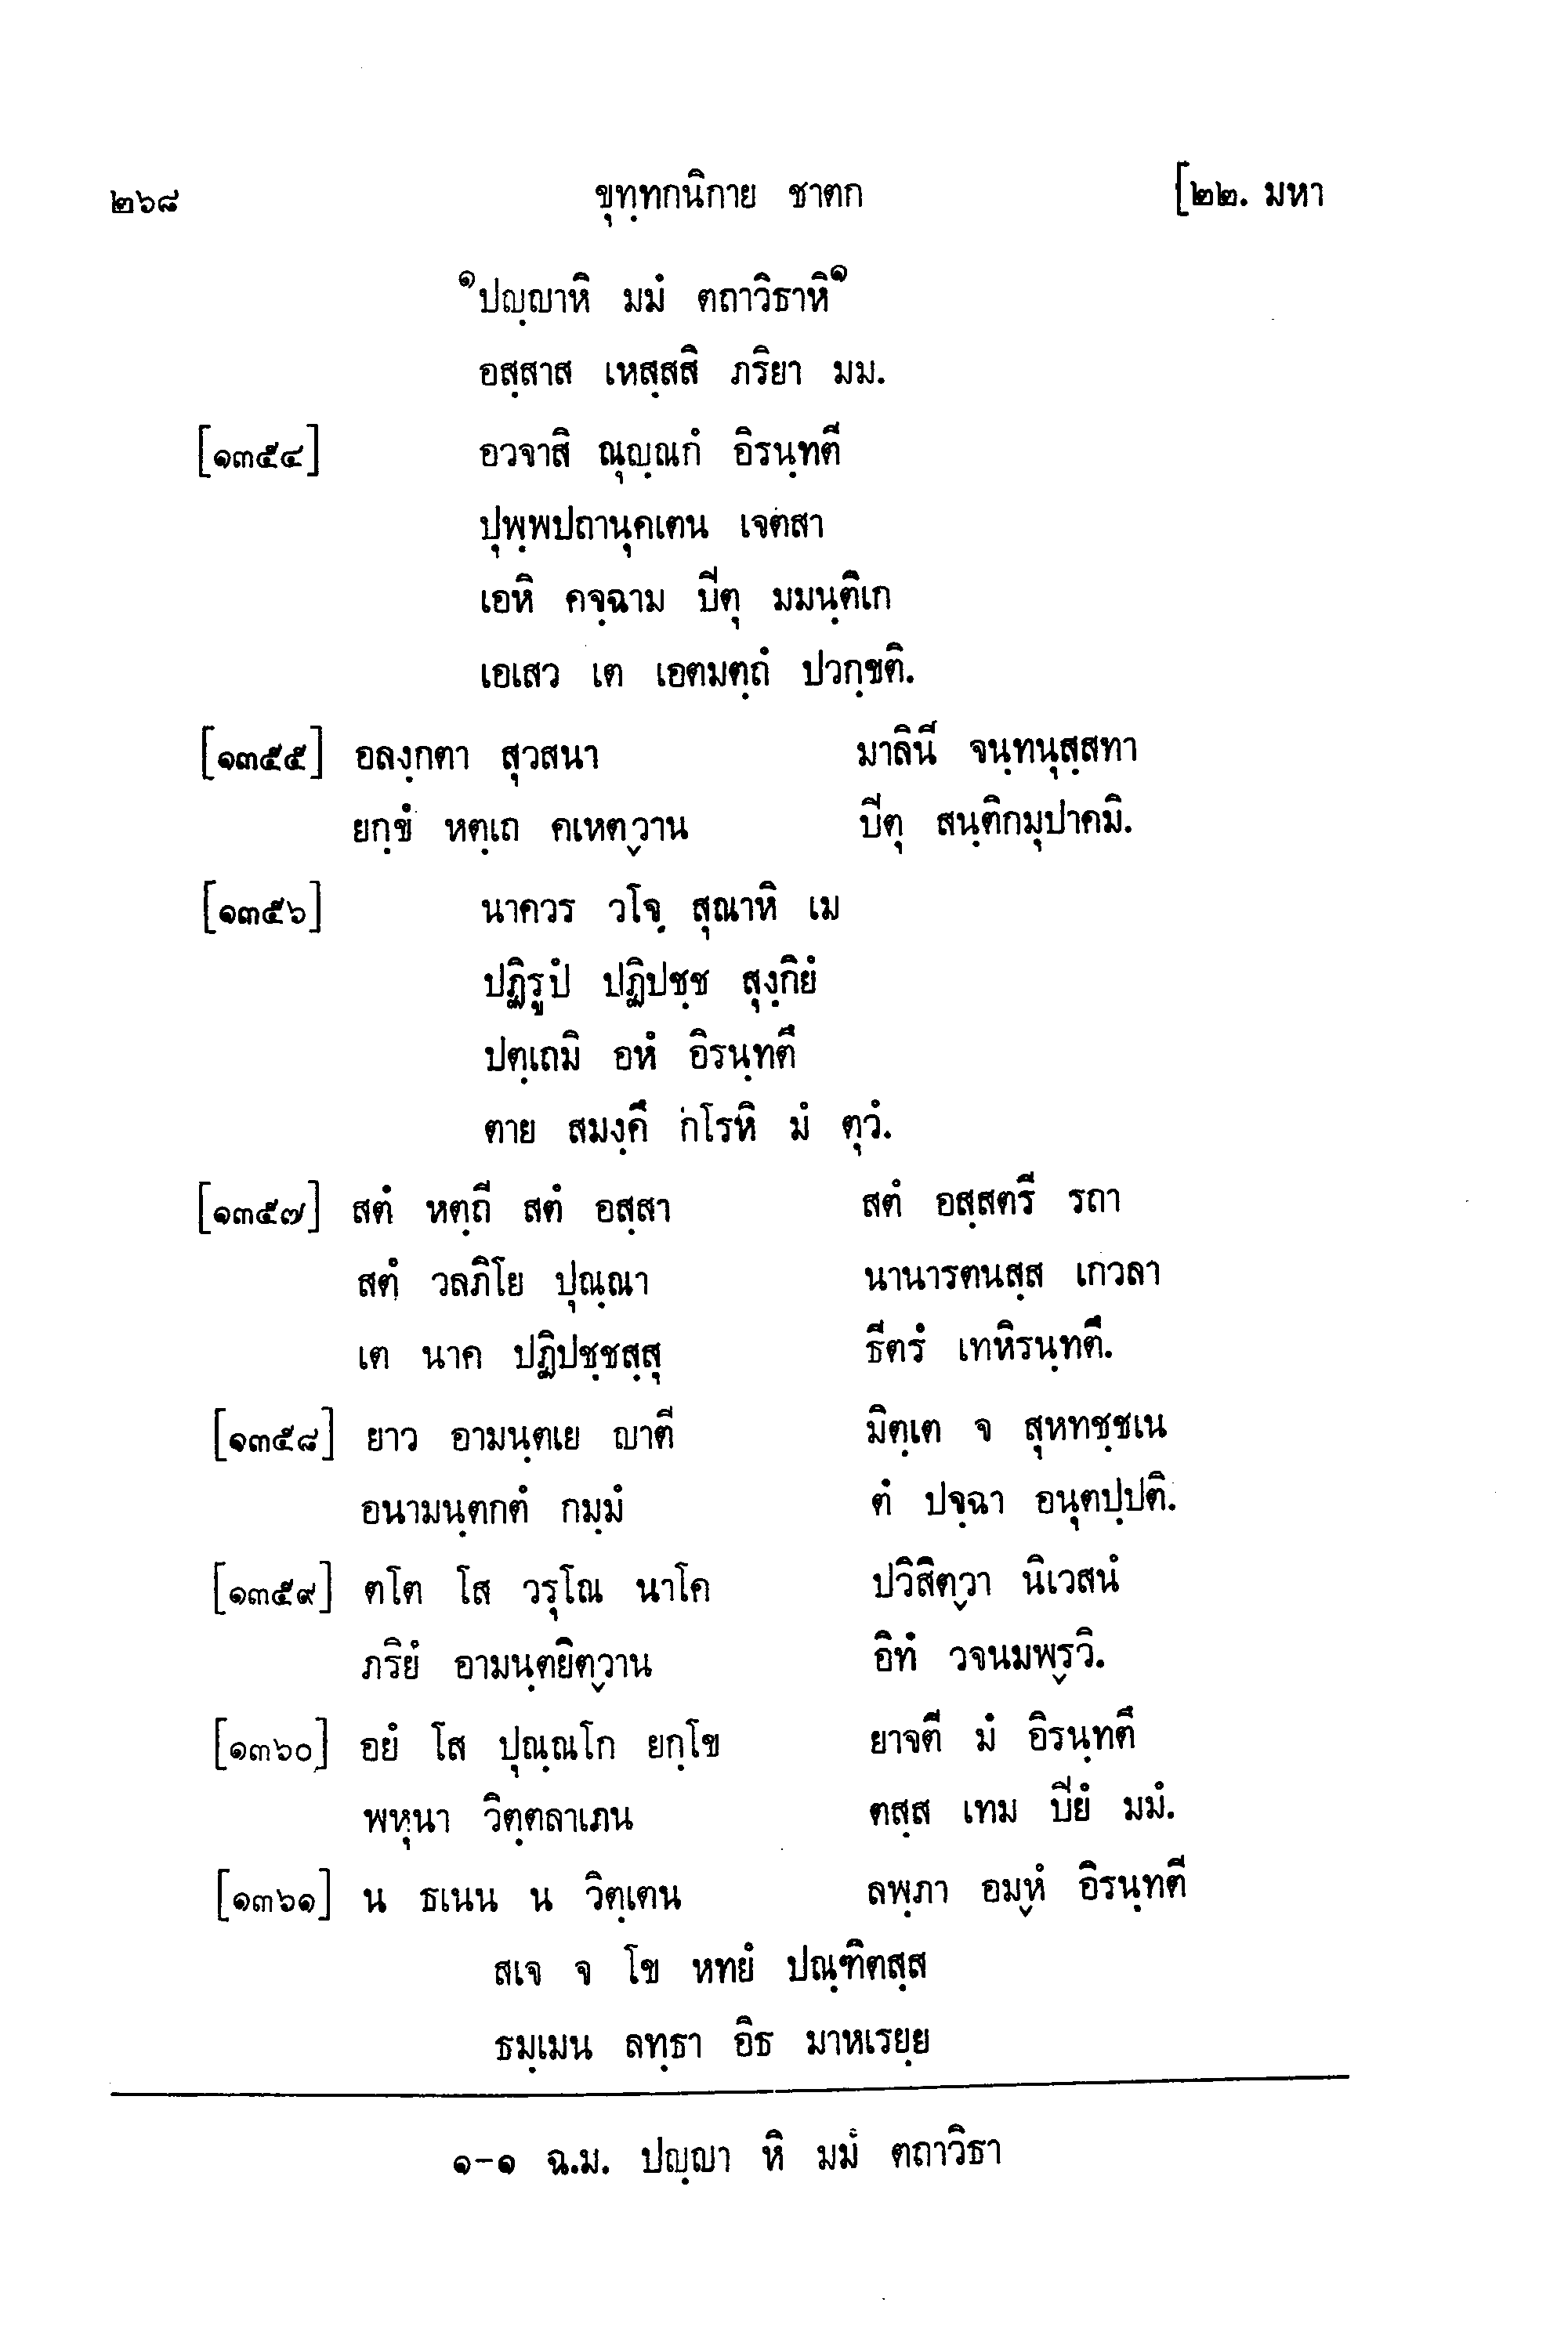 ๒๖๘ ขุทฺทกนิกาย ชาตก [๒๒. มหา
๑ปญฺญาหิ มมํ ตถาวิธาหิ๑
อสฺสาส เหสฺสสิ ภริยา มม.
[๑๓๕๔] อวจาสิ ณุญฺณกํ อิรนฺทตี
ปุพฺพปถานุคเตน เจตสา
เอหิ คจฺฉาม ปีตุ มมนฺติเก
เอเสว เต เอตมตฺถํ ปวกฺขติ.
[๑๓๕๕] อลงฺกตา สุวสนา มาลินี จนฺทนุสฺสทา
ยกฺขํ หตฺเถ คเหตฺวาน ปีตุ สนฺติกมุปาคมิ.
[๑๓๕๖] นาควร วโจ สุณาหิ เม
ปฏิรูปํ ปฏิปชฺช สุงฺกิยํ
ปตฺเถมิ อหํ อิรนฺทตึ
ตาย สมงฺคึ กโรหิ มํ ตุวํ.
[๑๓๕๗] สตํ หตฺถี สตํ อสฺสา สตํ อสฺสตรี รถา
สตํ วลภิโย ปุณฺณา นานารตนสฺส เกวลา
เต นาค ปฏิปชฺชสฺสุ ธีตรํ เทหิรนฺทตึ.
[๑๓๕๘] ยาว อามนฺตเย ญาตี มิตฺเต จ สุหทชฺชเน
อนามนฺตกตํ กมฺมํ ตํ ปจฺฉา อนุตปฺปติ.
[๑๓๕๙] ตโต โส วรุโณ นาโค ปวิสิตฺวา นิเวสนํ
ภริยํ อามนฺตยิตฺวาน อิทํ วจนมพฺรวิ.
[๑๓๖๐] อยํ โส ปุณฺณโก ยกฺโข ยาจตี มํ อิรนฺทตึ
พหุนา วิตฺตลาเภน ตสฺส เทม ปียํ มมํ.
[๑๓๖๑] น ธเนน น วิตฺเตน ลพฺภา อมฺหํ อิรนฺทตี
สเจ จ โข หทยํ ปณฺฑิตสฺส
ธมฺเมน ลทฺธา อิธ มาหเรยฺย
๑-๑ ฉ.ม. ปญฺญา หิ มมํ ตถาวิธา